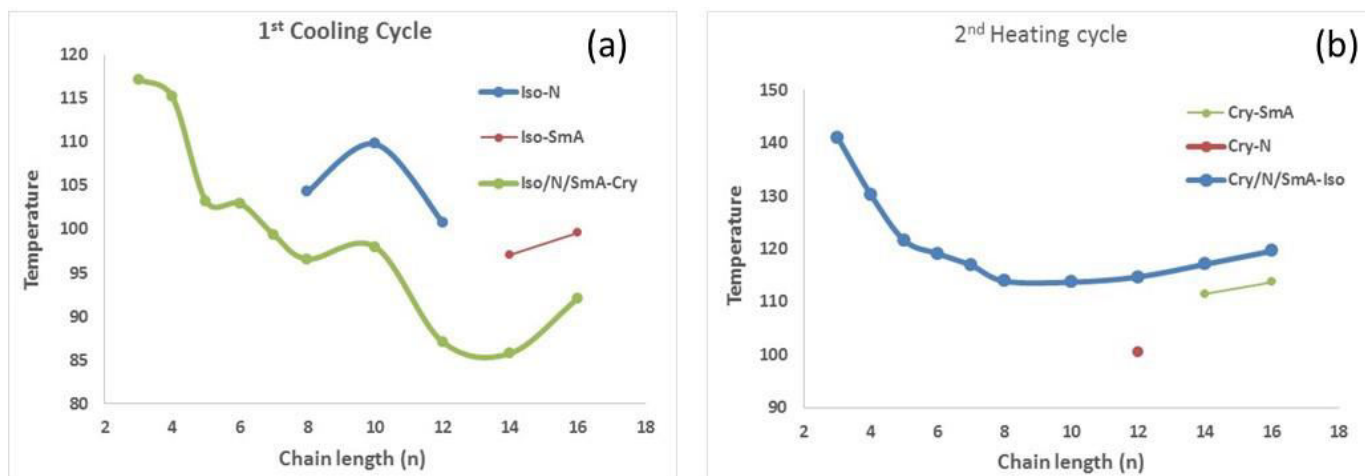 1st Cooling Cycle
(a)
120
115
110
105
100
95
90
85
80
Temperature
Iso-N
Iso-SmA
Iso/N/SmA-Cry
2 4 6 8 10 12 14 16 18
Chain length (n)
2nd Heating cycle
(b)
150
140
130
120
110
100
90
Temperature
Cry-SmA
Cry-N
Cry/N/SmA-Iso
2 4 6 8 10 12 14 16 18
Chain length (n)